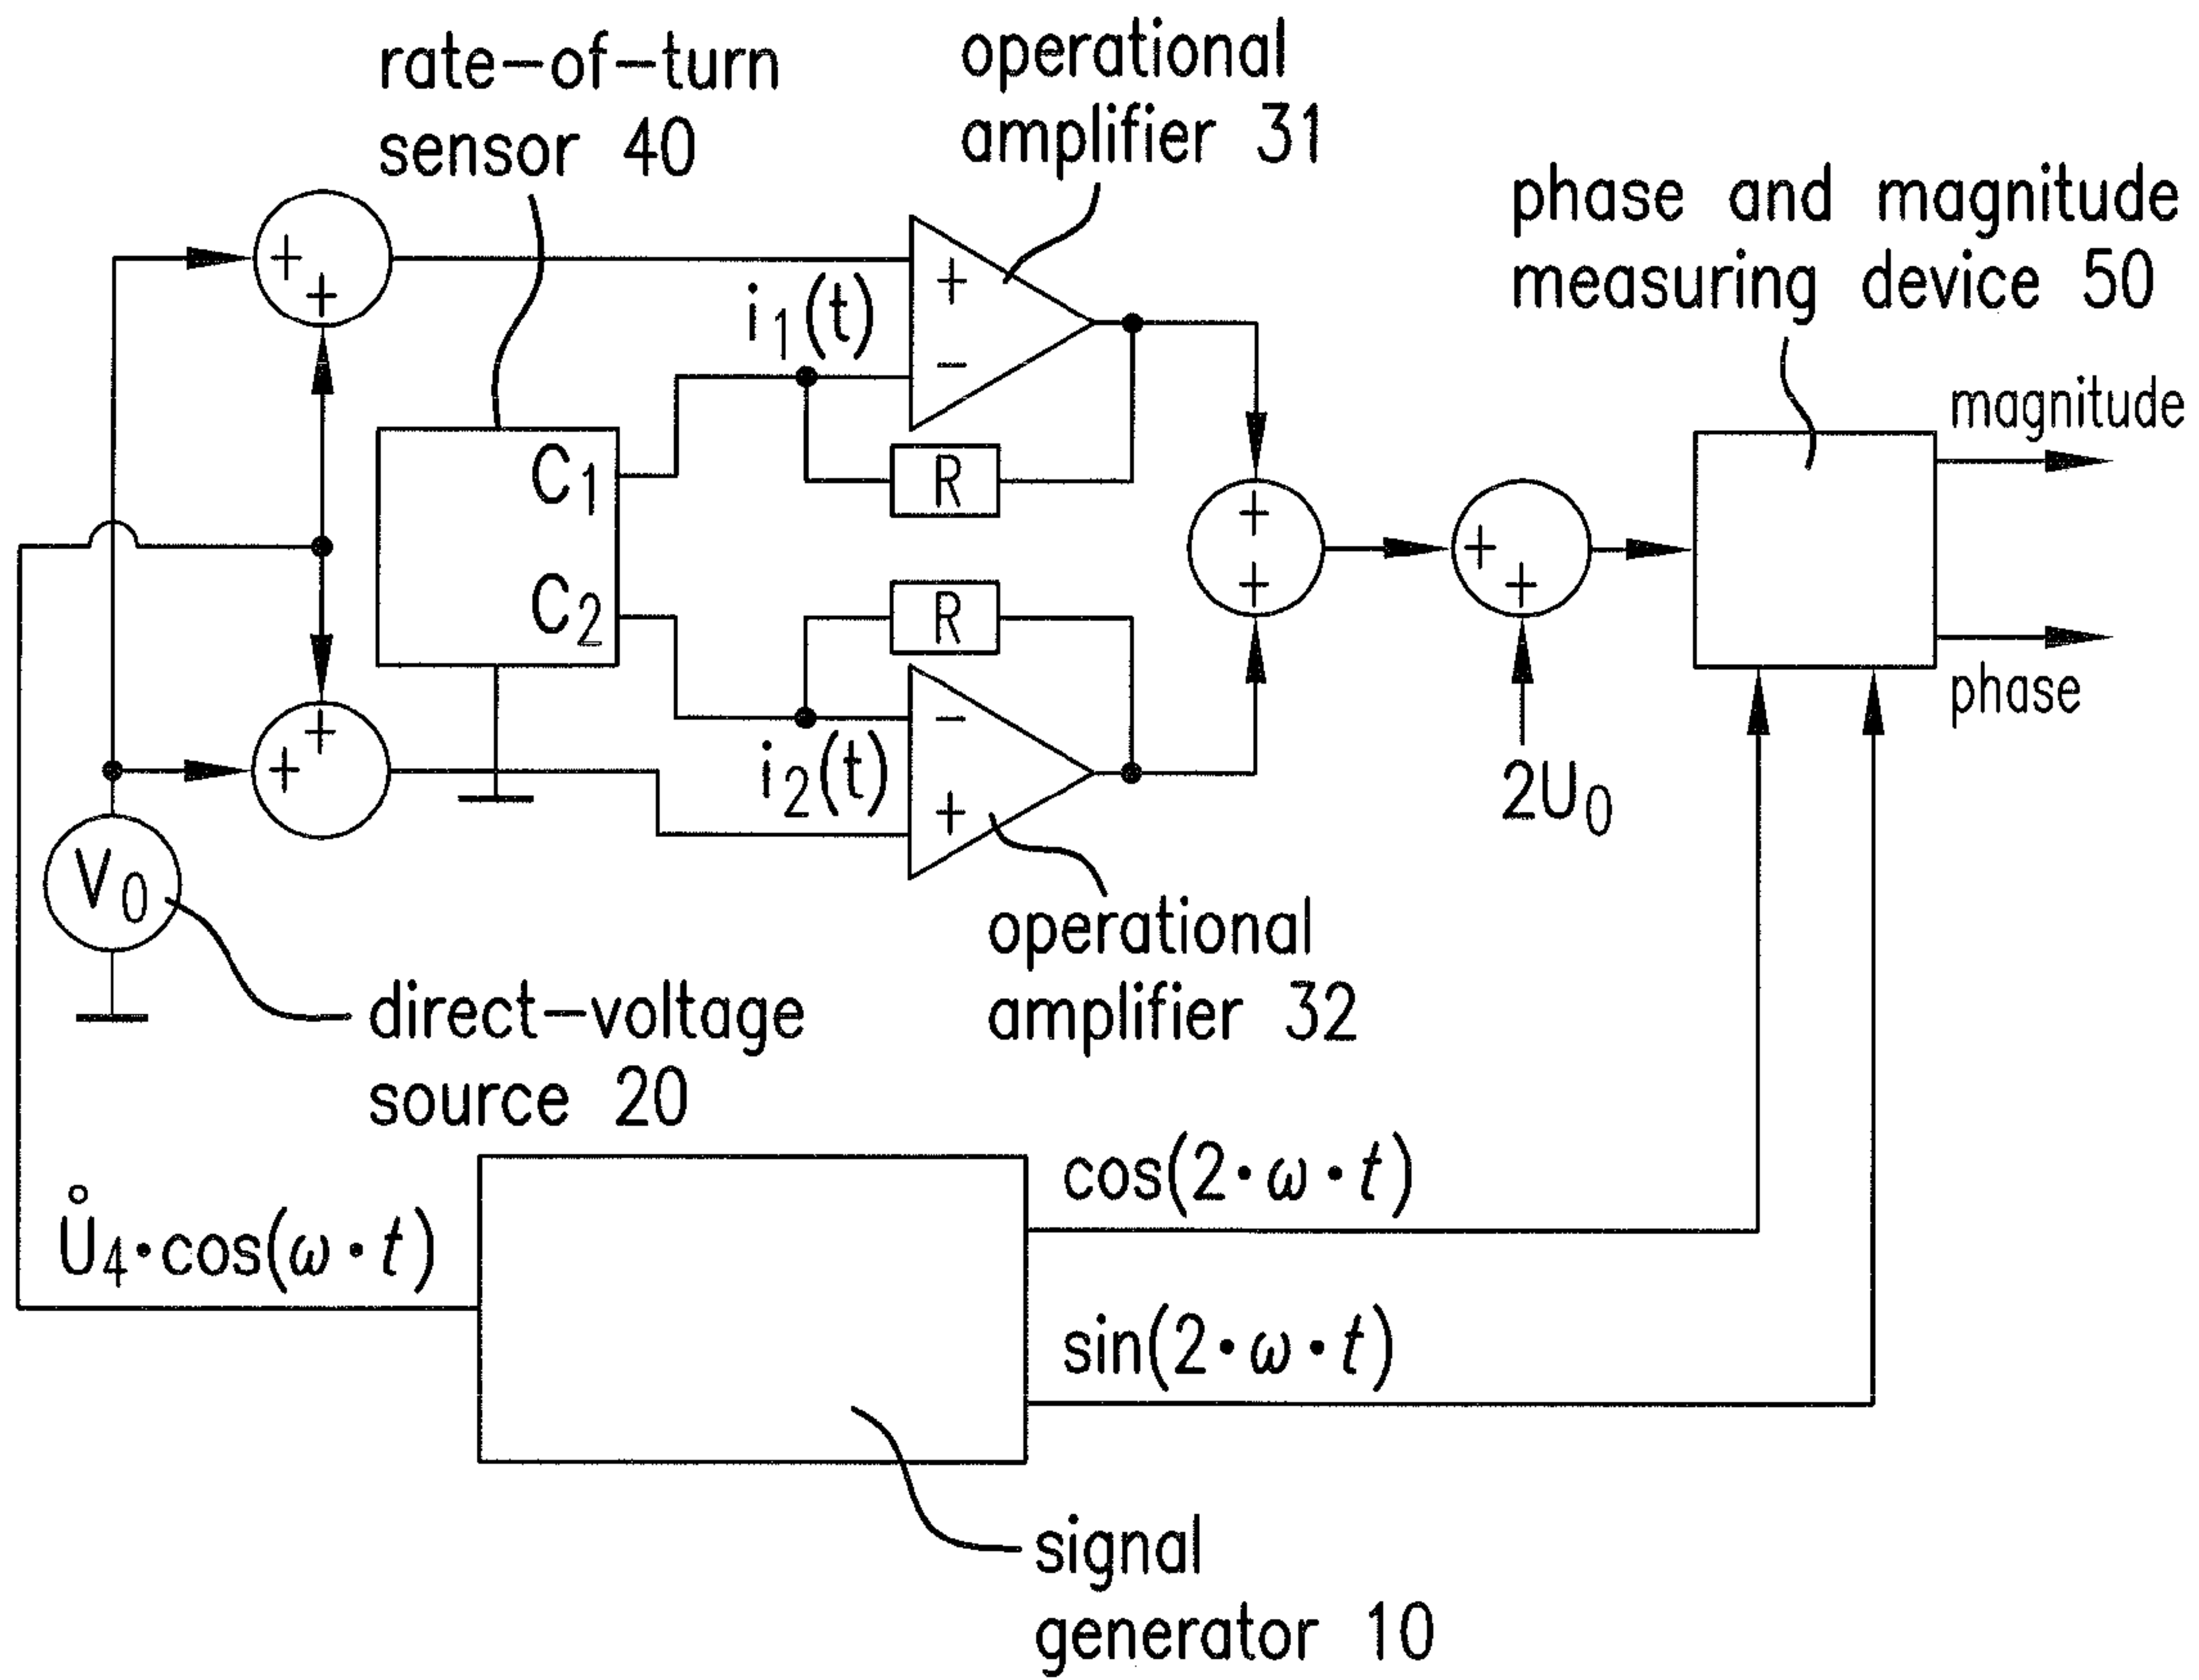 rate-of-turn
sensor 40
operational
amplifier 31
phase and magnitude
measuring device 50
+
+
i1(t)
+
-
magnitude
C1
R
+
+
+
+
C2
R
phase
+
+
i2(t)
-
+
2U0
V0
operational
amplifier 32
direct-voltage
source 20
Ů4·cos(ω·t)
cos(2·ω·t)
sin(2·ω·t)
signal
generator 10